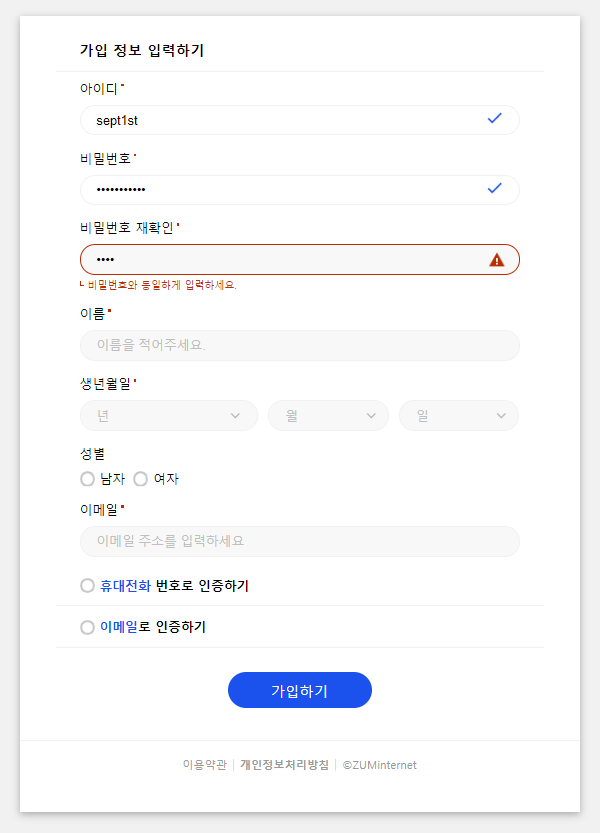 가입 정보 입력하기
아이디*
sept1st
비밀번호*
•••••••••••
비밀번호 재확인*
••••
ㄴ 비밀번호와 동일하게 입력하세요.
이름*
이름을 적어주세요.
생년월일*
년 월 일
성별
남자 여자
이메일*
이메일 주소를 입력하세요
휴대전화 번호로 인증하기
이메일로 인증하기
가입하기
이용약관 | 개인정보처리방침 | ©ZUMinternet